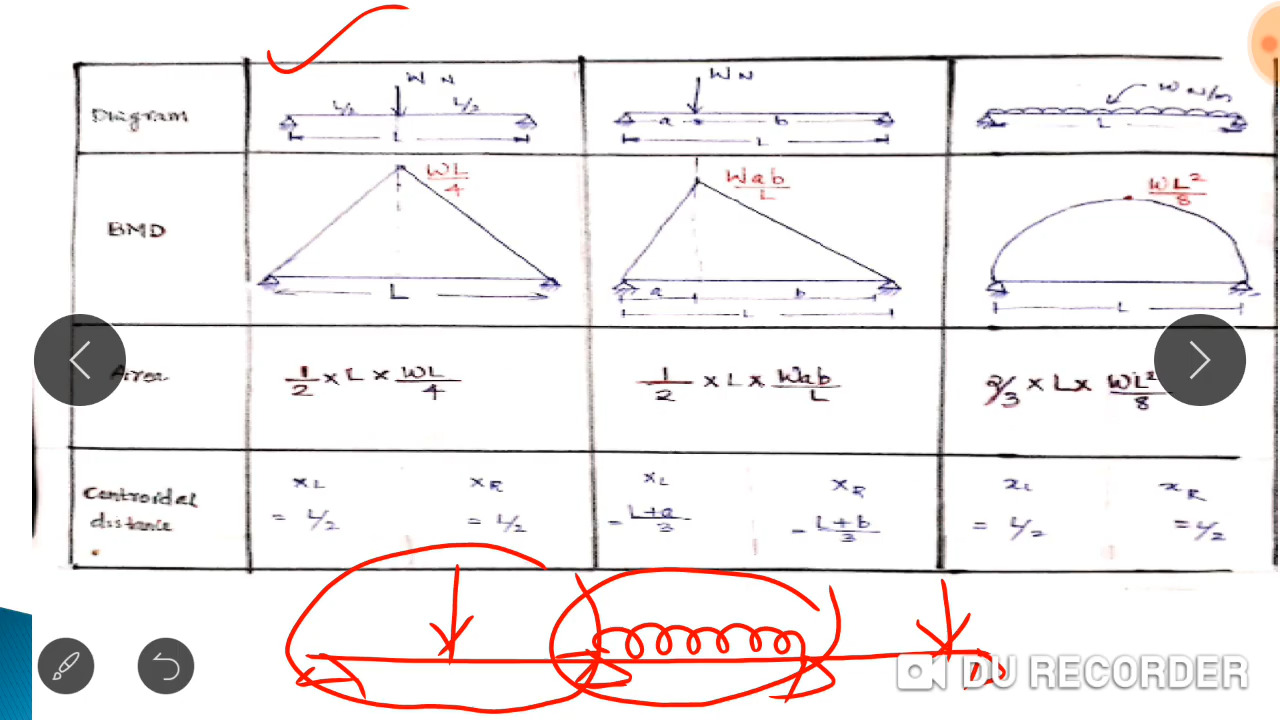 Diagram
W N
L/2 L/2
L
W N
a b
L
W N/m
L
BMD
WL/4
L
Wab/L
a b
L
WL²/8
L
Area
1/2 × L × WL/4
1/2 × L × Wab/L
2/3 × L × WL²/8
Centroidal distance
xL = L/2
xR = L/2
xL = L+a/3
xR = L+b/3
xL = L/2
xR = L/2
DU RECORDER